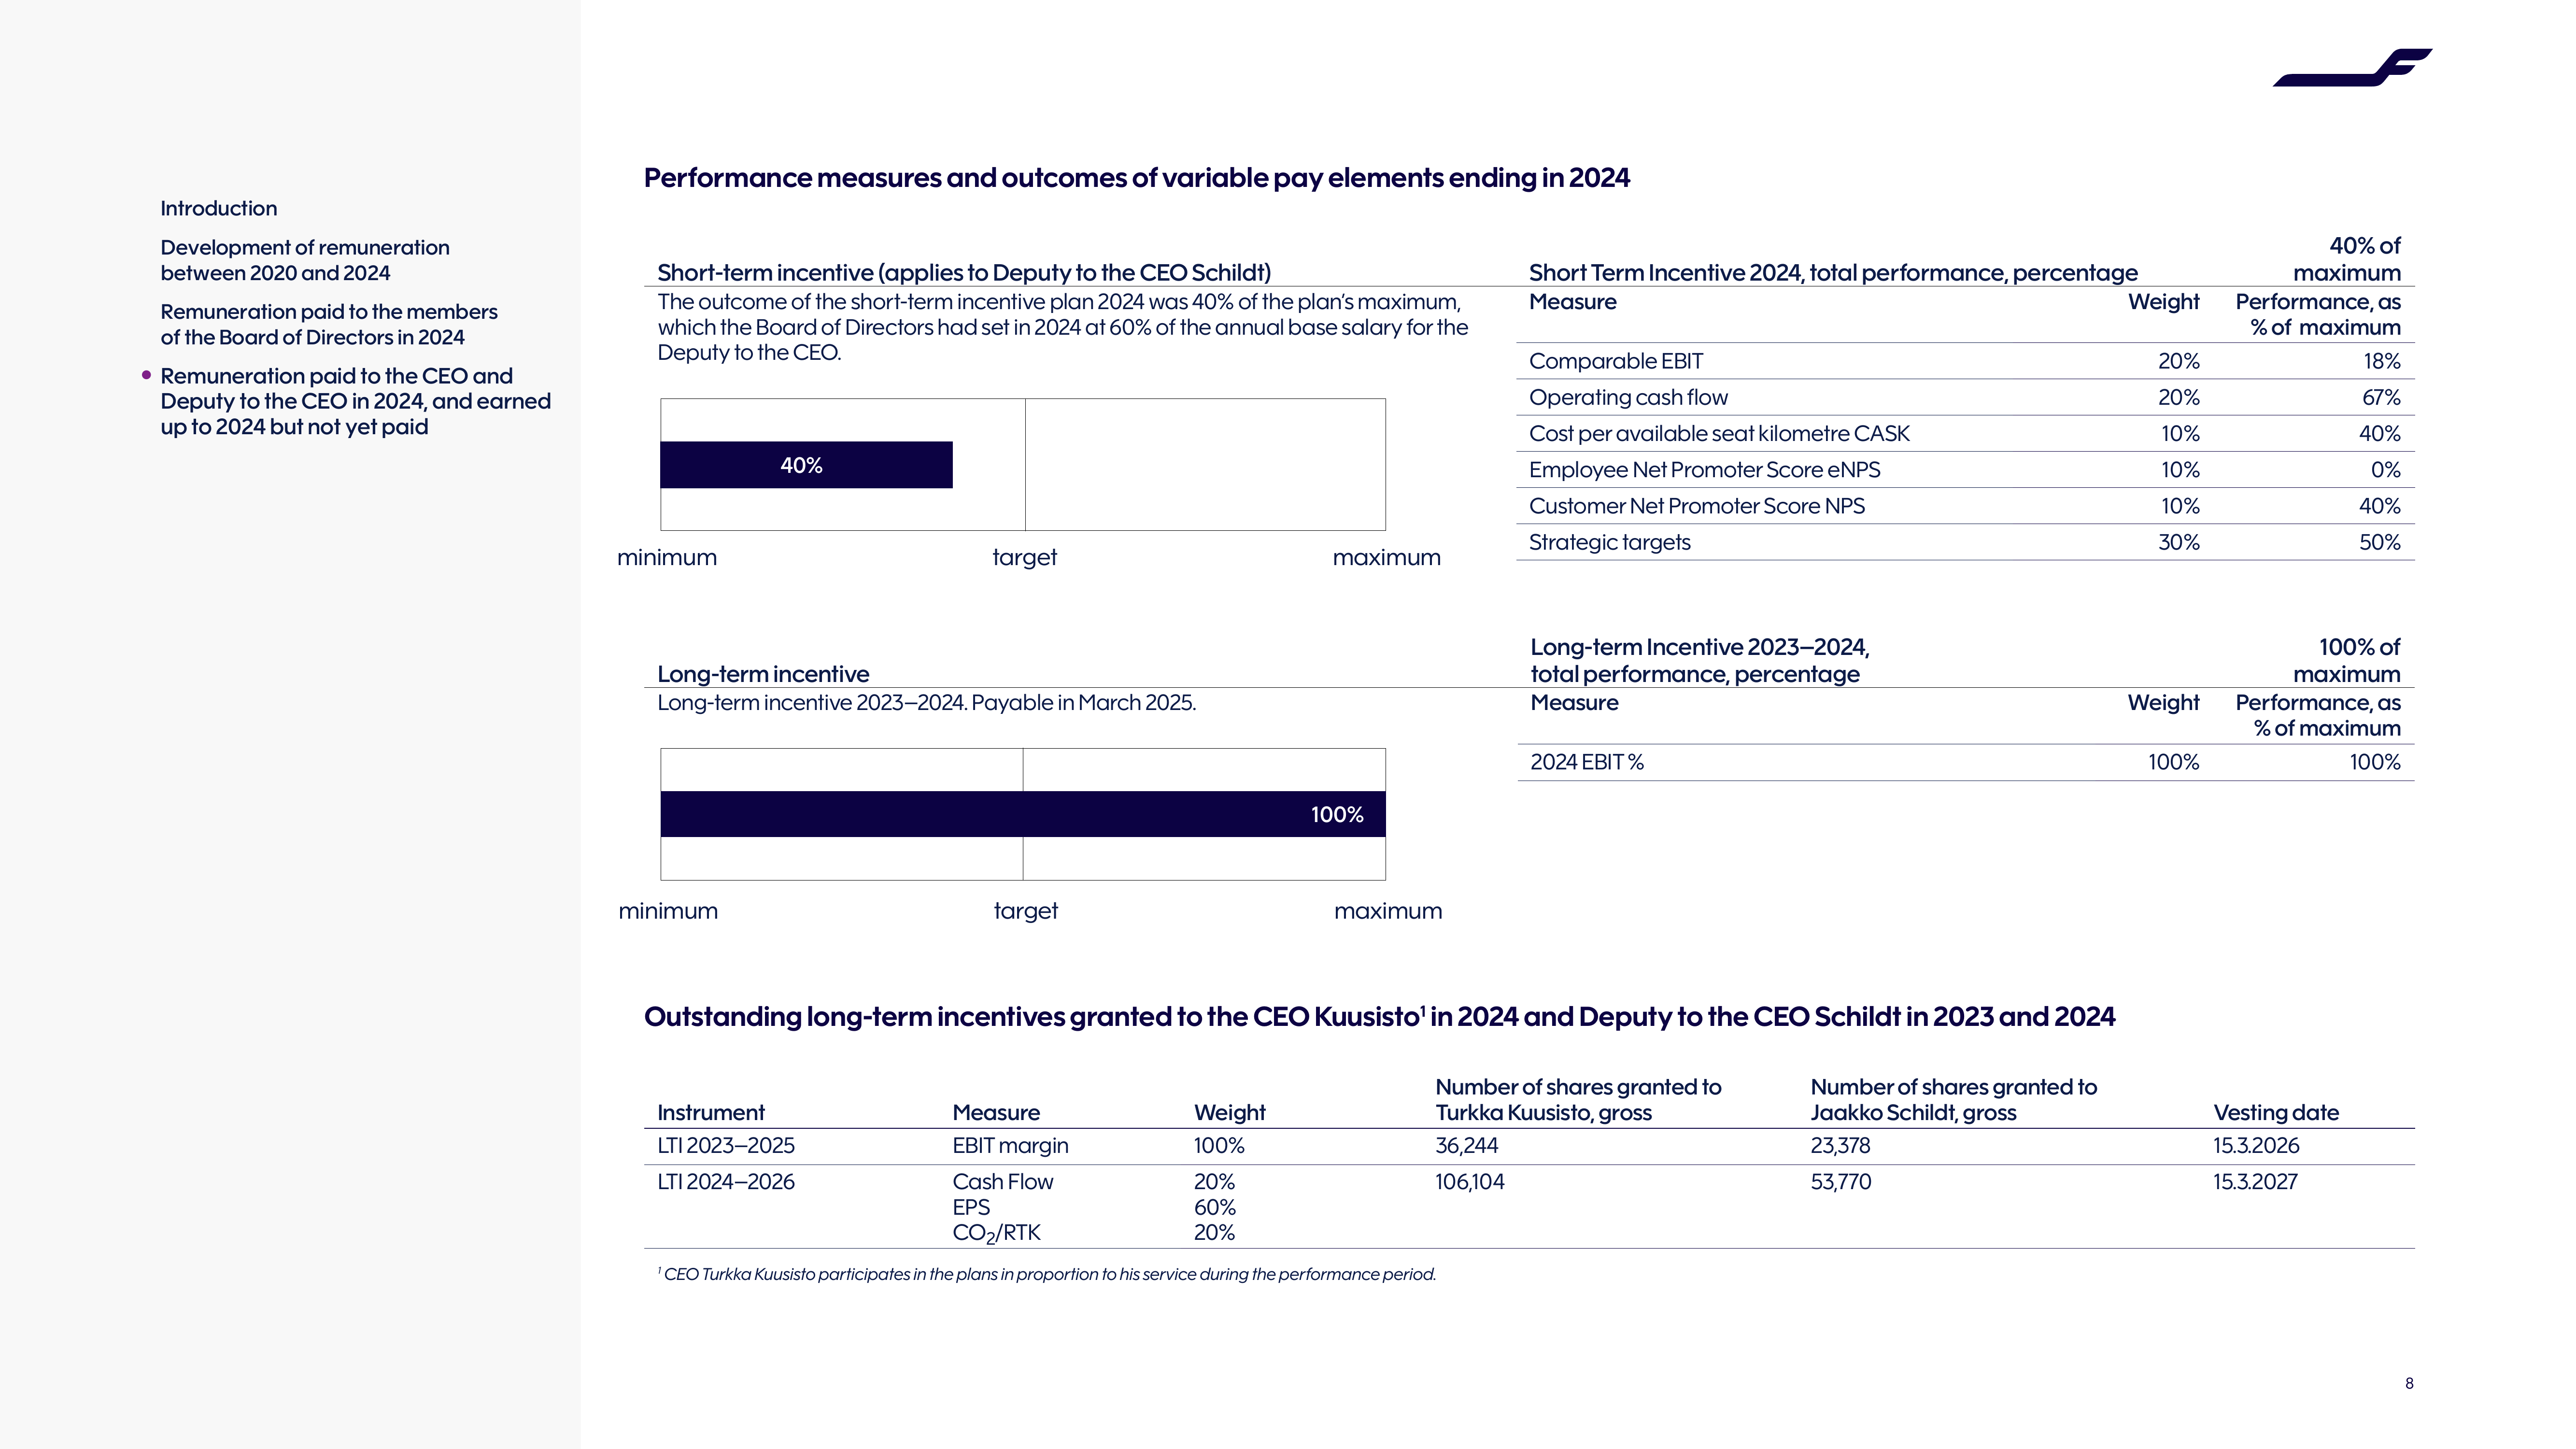 Introduction
Development of remuneration
between 2020 and 2024
Remuneration paid to the members
of the Board of Directors in 2024
• Remuneration paid to the CEO and
Deputy to the CEO in 2024, and earned
up to 2024 but not yet paid
Performance measures and outcomes of variable pay elements ending in 2024
Short-term incentive (applies to Deputy to the CEO Schildt)
The outcome of the short-term incentive plan 2024 was 40% of the plan's maximum,
which the Board of Directors had set in 2024 at 60% of the annual base salary for the
Deputy to the CEO.
40%
minimum target maximum
Short Term Incentive 2024, total performance, percentage 40% of
maximum
Measure Weight Performance, as
% of maximum
Comparable EBIT 20% 18%
Operating cash flow 20% 67%
Cost per available seat kilometre CASK 10% 40%
Employee Net Promoter Score eNPS 10% 0%
Customer Net Promoter Score NPS 10% 40%
Strategic targets 30% 50%
Long-term incentive
Long-term incentive 2023–2024. Payable in March 2025.
100%
minimum target maximum
Long-term Incentive 2023–2024, 100% of
total performance, percentage maximum
Measure Weight Performance, as
% of maximum
2024 EBIT % 100% 100%
Outstanding long-term incentives granted to the CEO Kuusisto¹ in 2024 and Deputy to the CEO Schildt in 2023 and 2024
Number of shares granted to Number of shares granted to
Instrument Measure Weight Turkka Kuusisto, gross Jaakko Schildt, gross Vesting date
LTI 2023–2025 EBIT margin 100% 36,244 23,378 15.3.2026
LTI 2024–2026 Cash Flow 20% 106,104 53,770 15.3.2027
EPS 60%
CO₂/RTK 20%
¹ CEO Turkka Kuusisto participates in the plans in proportion to his service during the performance period.
8